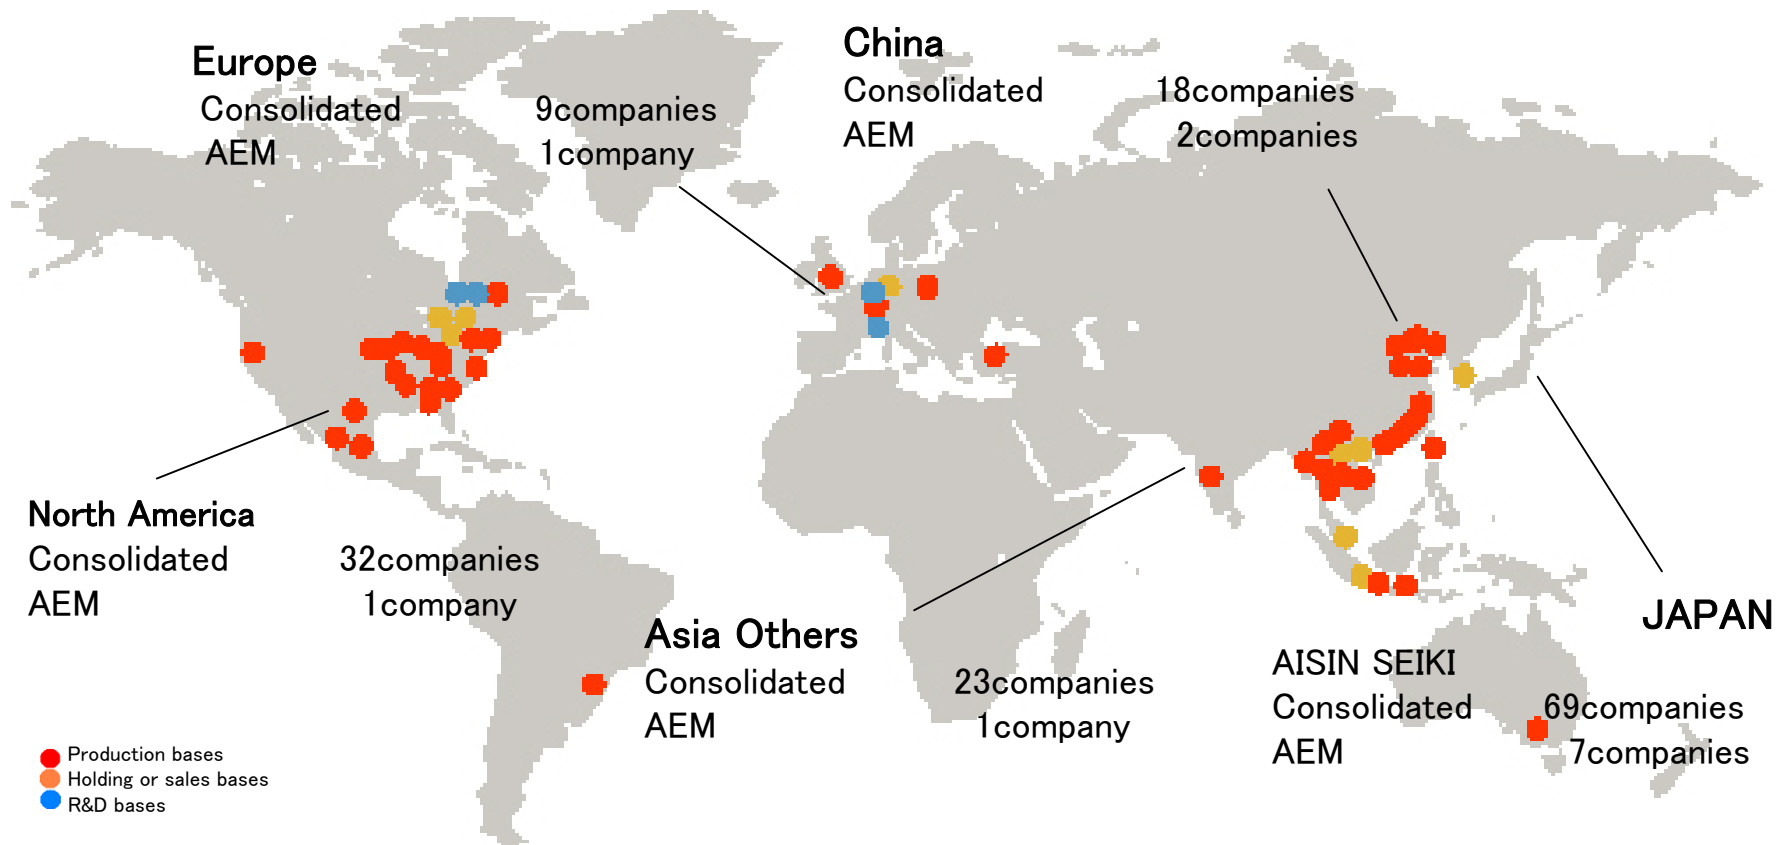 Europe
Consolidated 9companies
AEM 1company
China
Consolidated 18companies
AEM 2companies
North America
Consolidated 32companies
AEM 1company
Asia Others
Consolidated 23companies
AEM 1company
JAPAN
AISIN SEIKI
Consolidated 69companies
AEM 7companies
Production bases
Holding or sales bases
R&D bases